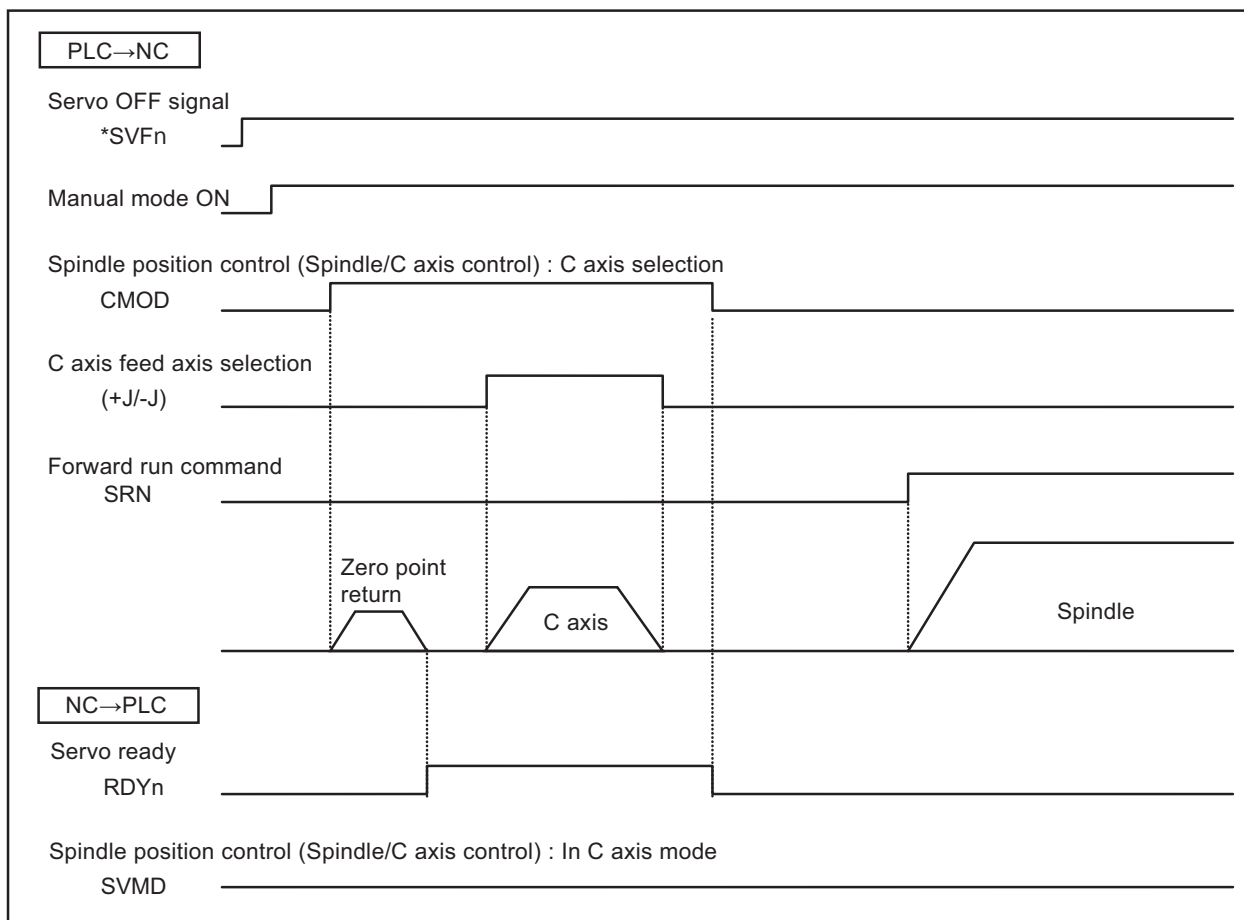 PLC→NC
Servo OFF signal
*SVFn
Manual mode ON
Spindle position control (Spindle/C axis control) : C axis selection
CMOD
C axis feed axis selection
(+J/-J)
Forward run command
SRN
Zero point
return
C axis
Spindle
NC→PLC
Servo ready
RDYn
Spindle position control (Spindle/C axis control) : In C axis mode
SVMD